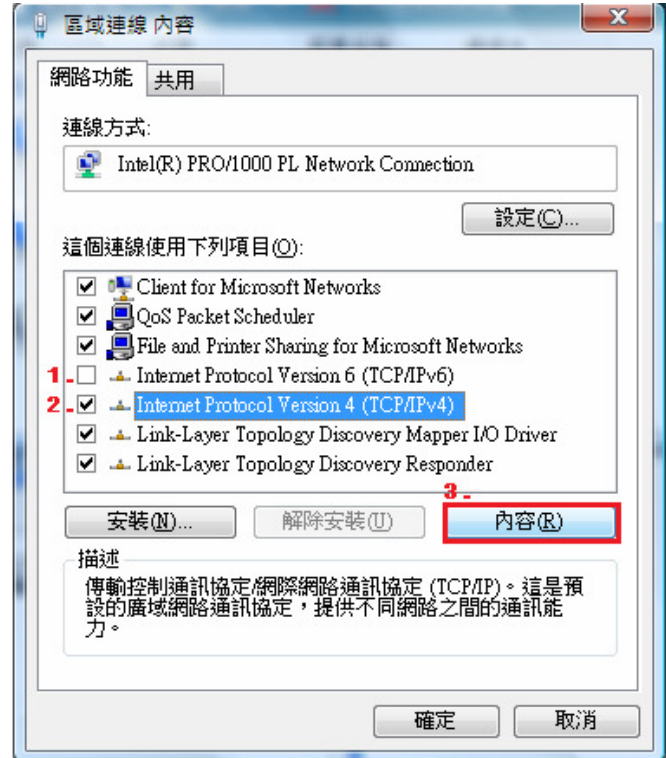 區域連線 內容
網路功能 共用
連線方式:
Intel(R) PRO/1000 PL Network Connection
設定(C)...
這個連線使用下列項目(O):
Client for Microsoft Networks
QoS Packet Scheduler
File and Printer Sharing for Microsoft Networks
1. Internet Protocol Version 6 (TCP/IPv6)
2. Internet Protocol Version 4 (TCP/IPv4)
Link-Layer Topology Discovery Mapper I/O Driver
Link-Layer Topology Discovery Responder
3.
安裝(N)... 解除安裝(U) 內容(R)
描述
傳輸控制通訊協定/網際網路通訊協定 (TCP/IP)。這是預
設的廣域網路通訊協定，提供不同網路之間的通訊能
力。
確定 取消